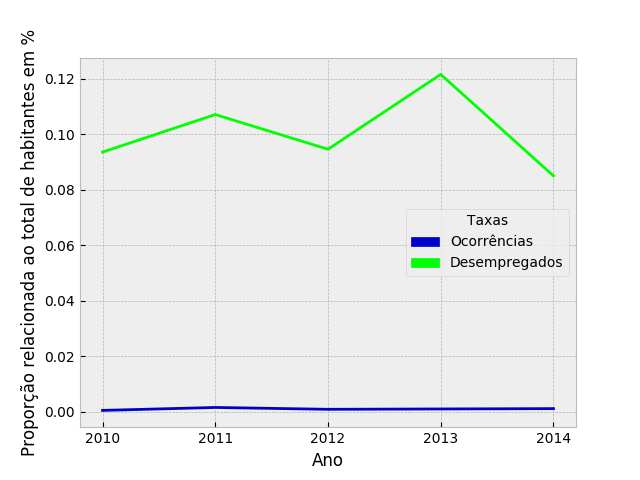 Proporção relacionada ao total de habitantes em %
0.12
0.10
0.08
0.06
0.04
0.02
0.00
Taxas
Ocorrências
Desempregados
2010 2011 2012 2013 2014
Ano